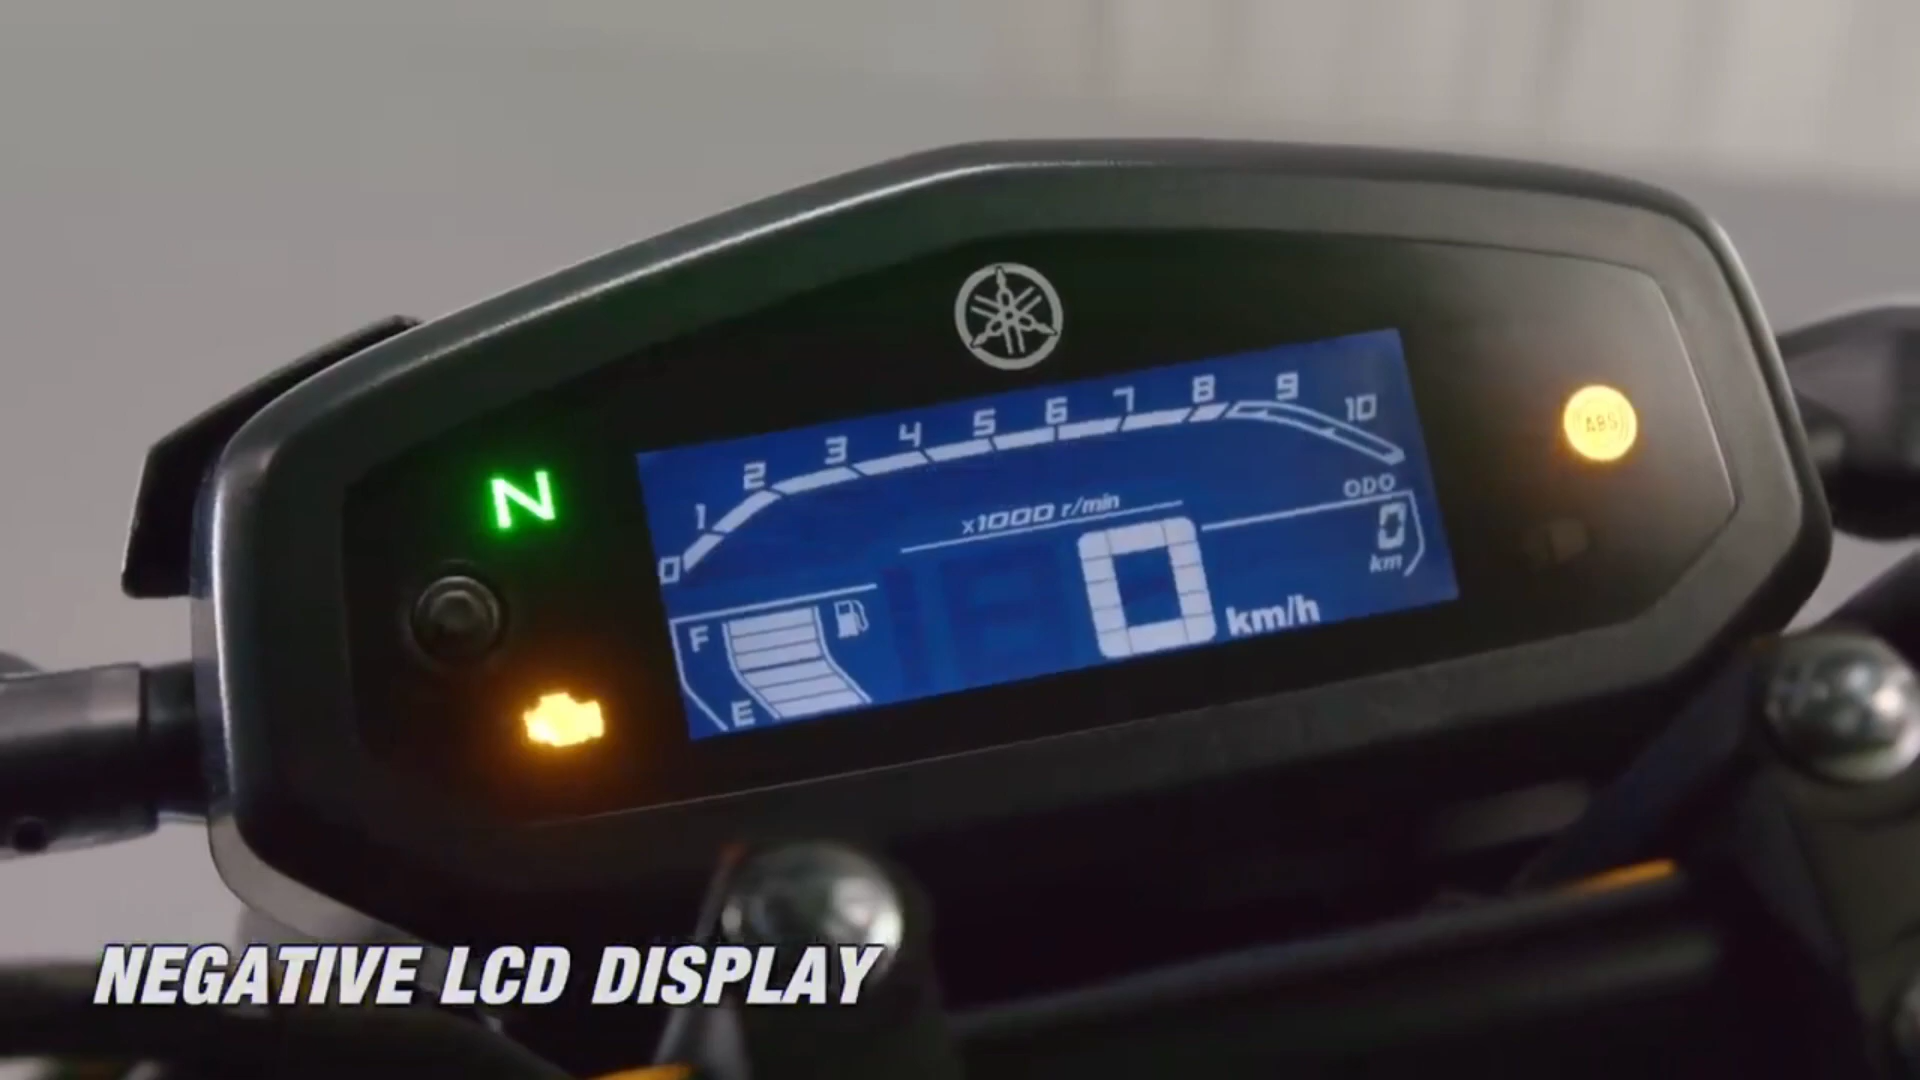 N
0 1 2 3 4 5 6 7 8 9 10
x1000 r/min
ODO
0
km
F
E
0 km/h
ABS
NEGATIVE LCD DISPLAY